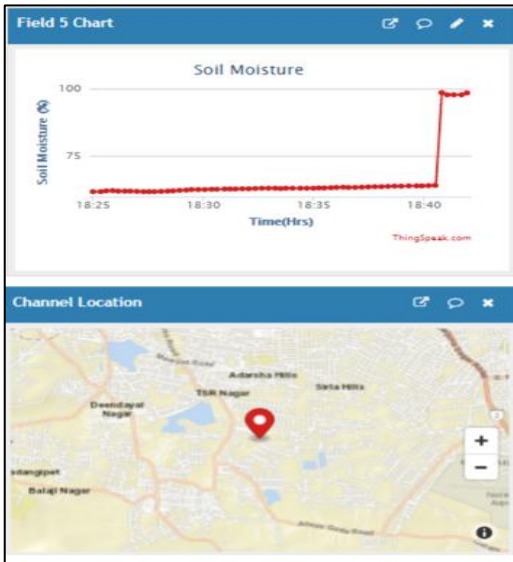 Field 5 Chart
Soil Moisture
100
75
Soil Moisture (%)
18:25 18:30 18:35 18:40
Time(Hrs)
ThingSpeak.com
Channel Location
Adarsha Hills
TSR Nagar
Sirla Hills
Deendayal
Nagar
Balaji Nagar
+
−